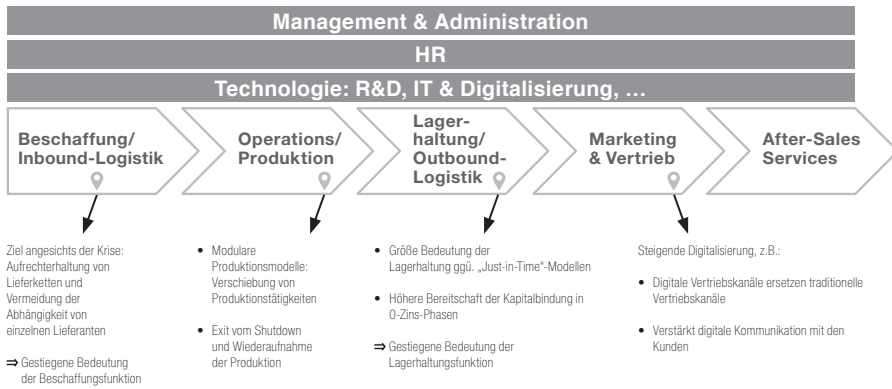 Management & Administration
HR
Technologie: R&D, IT & Digitalisierung, …
Beschaffung/
Inbound-Logistik
Operations/
Produktion
Lager-
haltung/
Outbound-
Logistik
Marketing
& Vertrieb
After-Sales
Services
Ziel angesichts der Krise:
Aufrechterhaltung von
Lieferketten und
Vermeidung der
Abhängigkeit von
einzelnen Lieferanten
⇒ Gestiegene Bedeutung
der Beschaffungsfunktion
• Modulare
Produktionsmodelle:
Verschiebung von
Produktionstätigkeiten
• Exit vom Shutdown
und Wiederaufnahme
der Produktion
• Größe Bedeutung der
Lagerhaltung ggü. „Just-in-Time“-Modellen
• Höhere Bereitschaft der Kapitalbindung in
0-Zins-Phasen
⇒ Gestiegene Bedeutung der
Lagerhaltungsfunktion
Steigende Digitalisierung, z.B.:
• Digitale Vertriebskanäle ersetzen traditionelle
Vertriebskanäle
• Verstärkt digitale Kommunikation mit den
Kunden